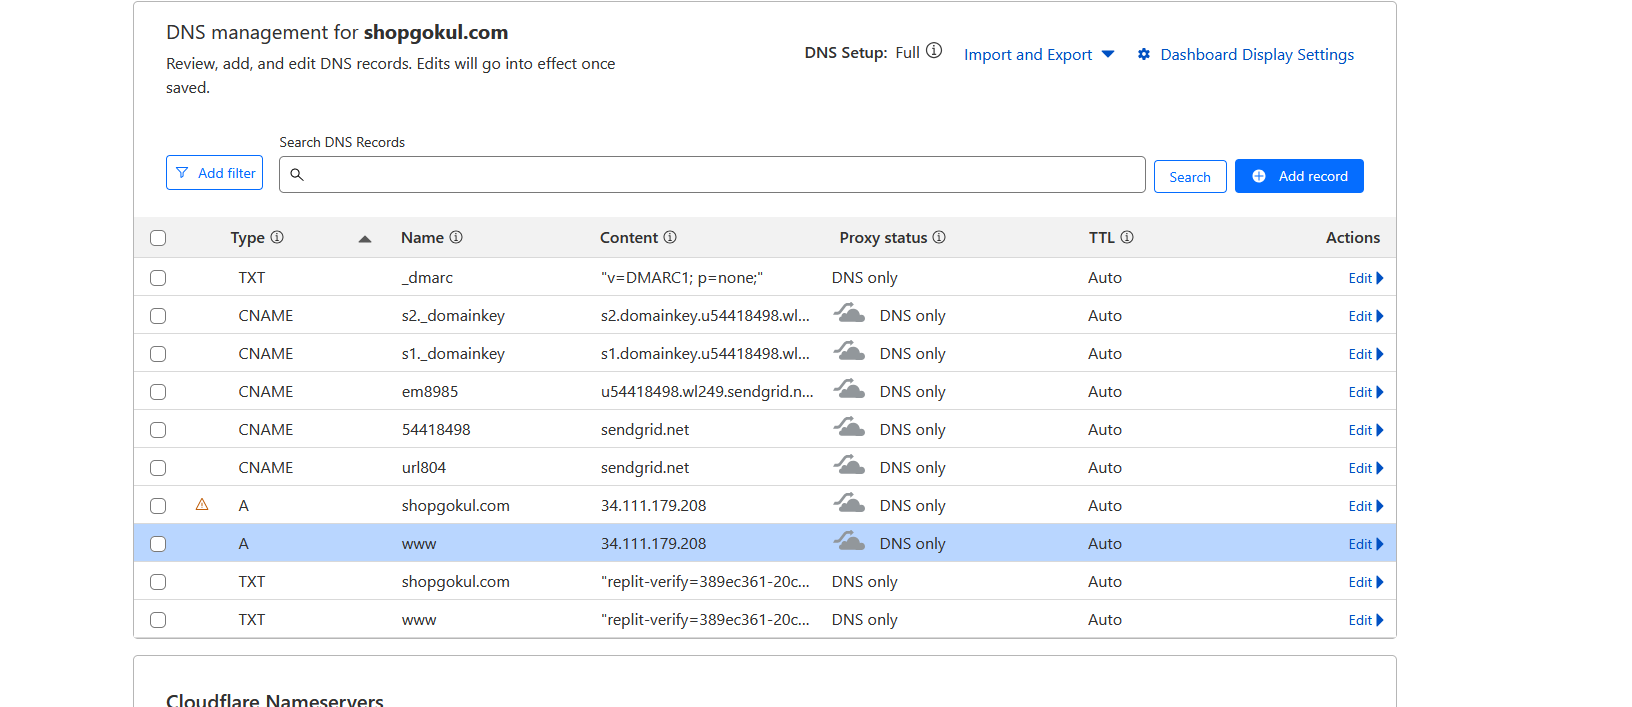 DNS management for shopgokul.com
Review, add, and edit DNS records. Edits will go into effect once
saved.
DNS Setup: Full
Import and Export
Dashboard Display Settings
Search DNS Records
Add filter
Search
Add record
Type Name Content Proxy status TTL Actions
TXT _dmarc "v=DMARC1; p=none;" DNS only Auto Edit
CNAME s2._domainkey s2.domainkey.u54418498.wl... DNS only Auto Edit
CNAME s1._domainkey s1.domainkey.u54418498.wl... DNS only Auto Edit
CNAME em8985 u54418498.wl249.sendgrid.n... DNS only Auto Edit
CNAME 54418498 sendgrid.net DNS only Auto Edit
CNAME url804 sendgrid.net DNS only Auto Edit
A shopgokul.com 34.111.179.208 DNS only Auto Edit
A www 34.111.179.208 DNS only Auto Edit
TXT shopgokul.com "replit-verify=389ec361-20c... DNS only Auto Edit
TXT www "replit-verify=389ec361-20c... DNS only Auto Edit
Cloudflare Nameservers